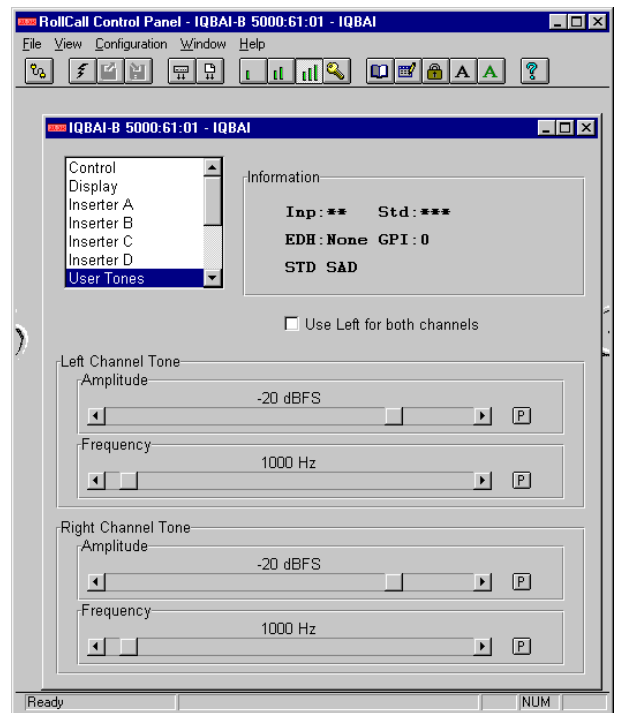 RollCall Control Panel - IQBAI-B 5000:61:01 - IQBAI
File View Configuration Window Help
A A ?
IQBAI-B 5000:61:01 - IQBAI
Control
Display
Inserter A
Inserter B
Inserter C
Inserter D
User Tones
Information
Inp:** Std:***
EDH:None GPI:0
STD SAD
Use Left for both channels
Left Channel Tone
Amplitude
-20 dBFS
P
Frequency
1000 Hz
P
Right Channel Tone
Amplitude
-20 dBFS
P
Frequency
1000 Hz
P
Ready NUM